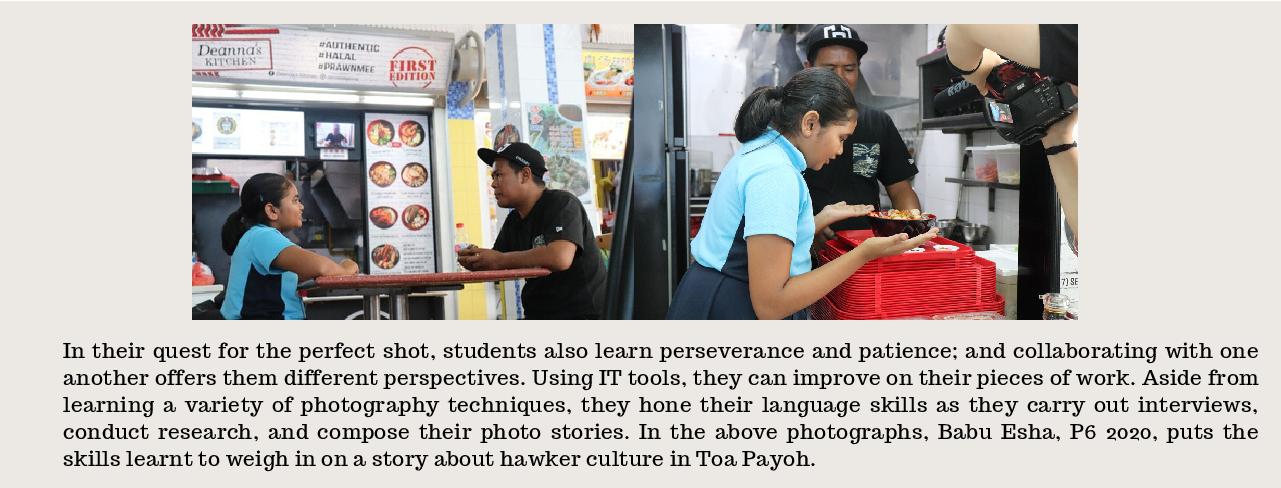 Deanna's
KITCHEN
#AUTHENTIC
#HALAL
#PRAWNMEE
FIRST
EDITION
In their quest for the perfect shot, students also learn perseverance and patience; and collaborating with one
another offers them different perspectives. Using IT tools, they can improve on their pieces of work. Aside from
learning a variety of photography techniques, they hone their language skills as they carry out interviews,
conduct research, and compose their photo stories. In the above photographs, Babu Esha, P6 2020, puts the
skills learnt to weigh in on a story about hawker culture in Toa Payoh.